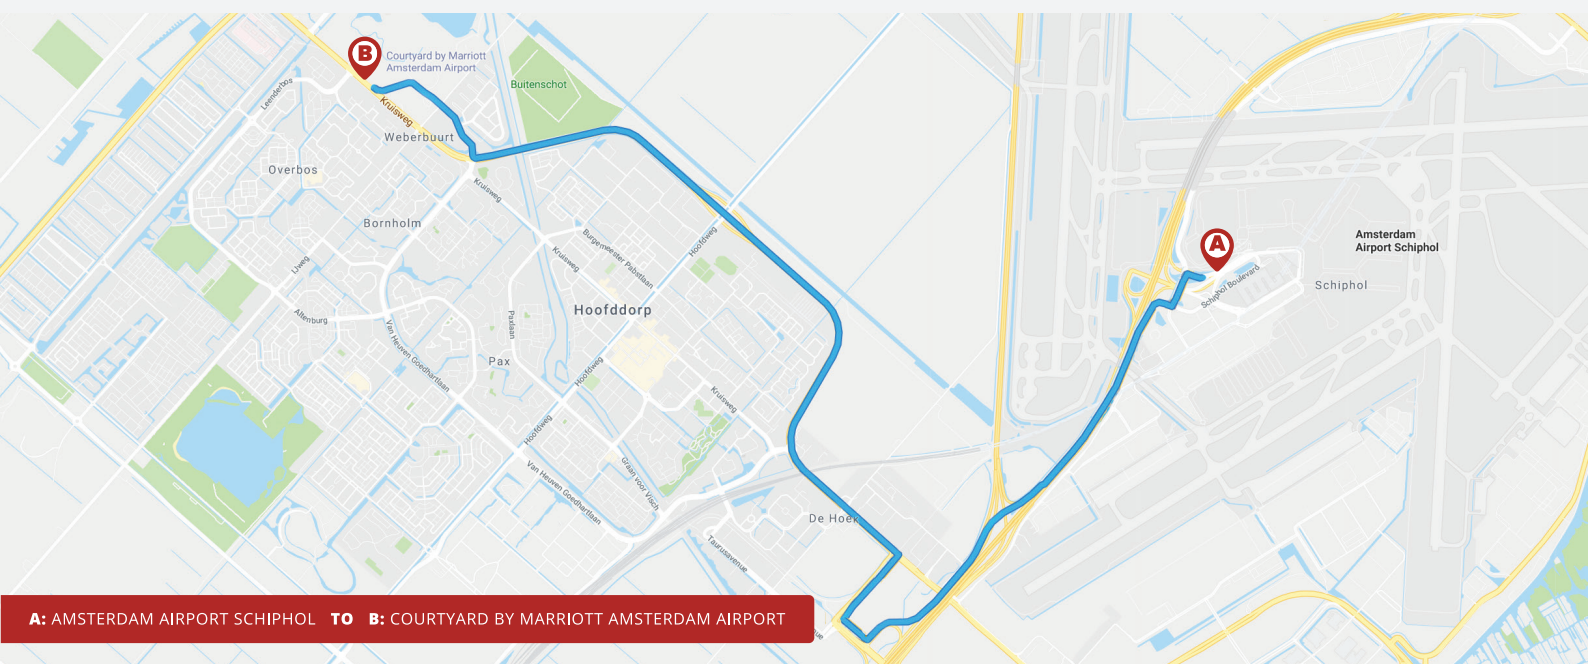 B
Courtyard by Marriott
Amsterdam Airport
Buitenschot
Leenderbos
Kruisweg
Weberbuurt
Overbos
Kruisweg
Bornholm
Burgemeester Pabstlaan
Hoofdweg
Kruisweg
IJweg
A
Amsterdam
Airport Schiphol
Schiphol
Schiphol Boulevard
Altenburg
Hoofddorp
Paxlaan
Van Heuven Goedhartlaan
Pax
Hoofdweg
Kruisweg
Hoofdweg
Graan voor Visch
Van Heuven Goedhartlaan
De Hoek
Taurusavenue
A: AMSTERDAM AIRPORT SCHIPHOL TO B: COURTYARD BY MARRIOTT AMSTERDAM AIRPORT